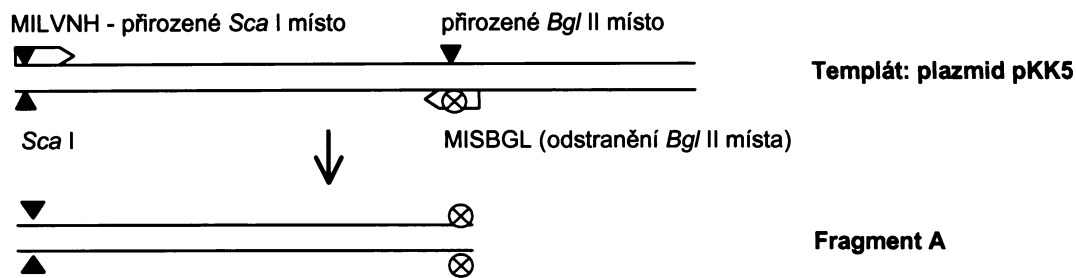 MILVNH - přirozené Sca I místo
přirozené Bgl II místo
Templát: plazmid pKK5
Sca I
MISBGL (odstranění Bgl II místa)
Fragment A